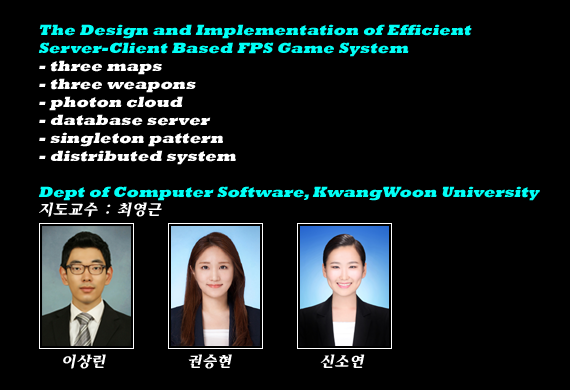 The Design and Implementation of Efficient
Server-Client Based FPS Game System
- three maps
- three weapons
- photon cloud
- database server
- singleton pattern
- distributed system
Dept of Computer Software, KwangWoon University
지도교수 : 최영근
이상린 권승현 신소연